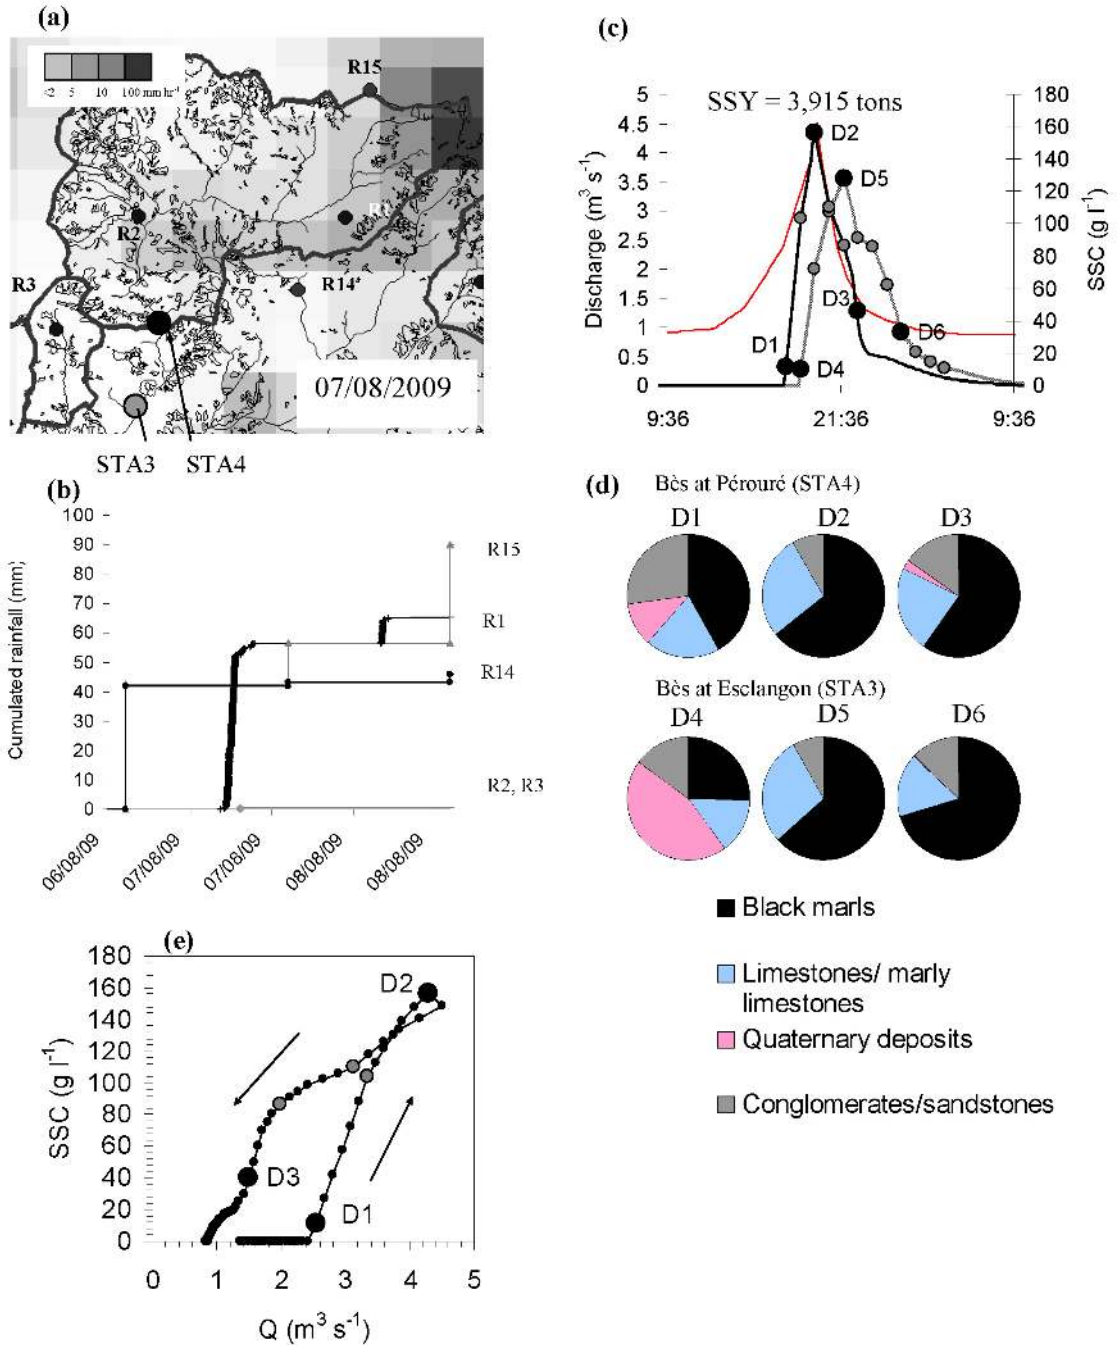 (a)
<2 5 10 100 mm hr⁻¹
R15
R1
R2
R3
R14
07/08/2009
STA3 STA4
(b)
100
90
80
70
60
50
40
30
20
10
0
Cumulated rainfall (mm)
R15
R1
R14
R2, R3
06/08/09
07/08/09
07/08/09
08/08/09
08/08/09
(c)
SSY = 3,915 tons
5
4.5
4
3.5
3
2.5
2
1.5
1
0.5
0
Discharge (m³ s⁻¹)
180
160
140
120
100
80
60
40
20
0
SSC (g l⁻¹)
D2
D5
D3
D1
D4
D6
9:36
21:36
9:36
(d)
Bès at Pérouré (STA4)
D1
D2
D3
Bès at Esclangon (STA3)
D4
D5
D6
Black marls
Limestones/ marly
limestones
Quaternary deposits
Conglomerates/sandstones
(e)
180
160
140
120
100
80
60
40
20
0
SSC (g l⁻¹)
D2
D3
D1
0 1 2 3 4 5
Q (m³ s⁻¹)